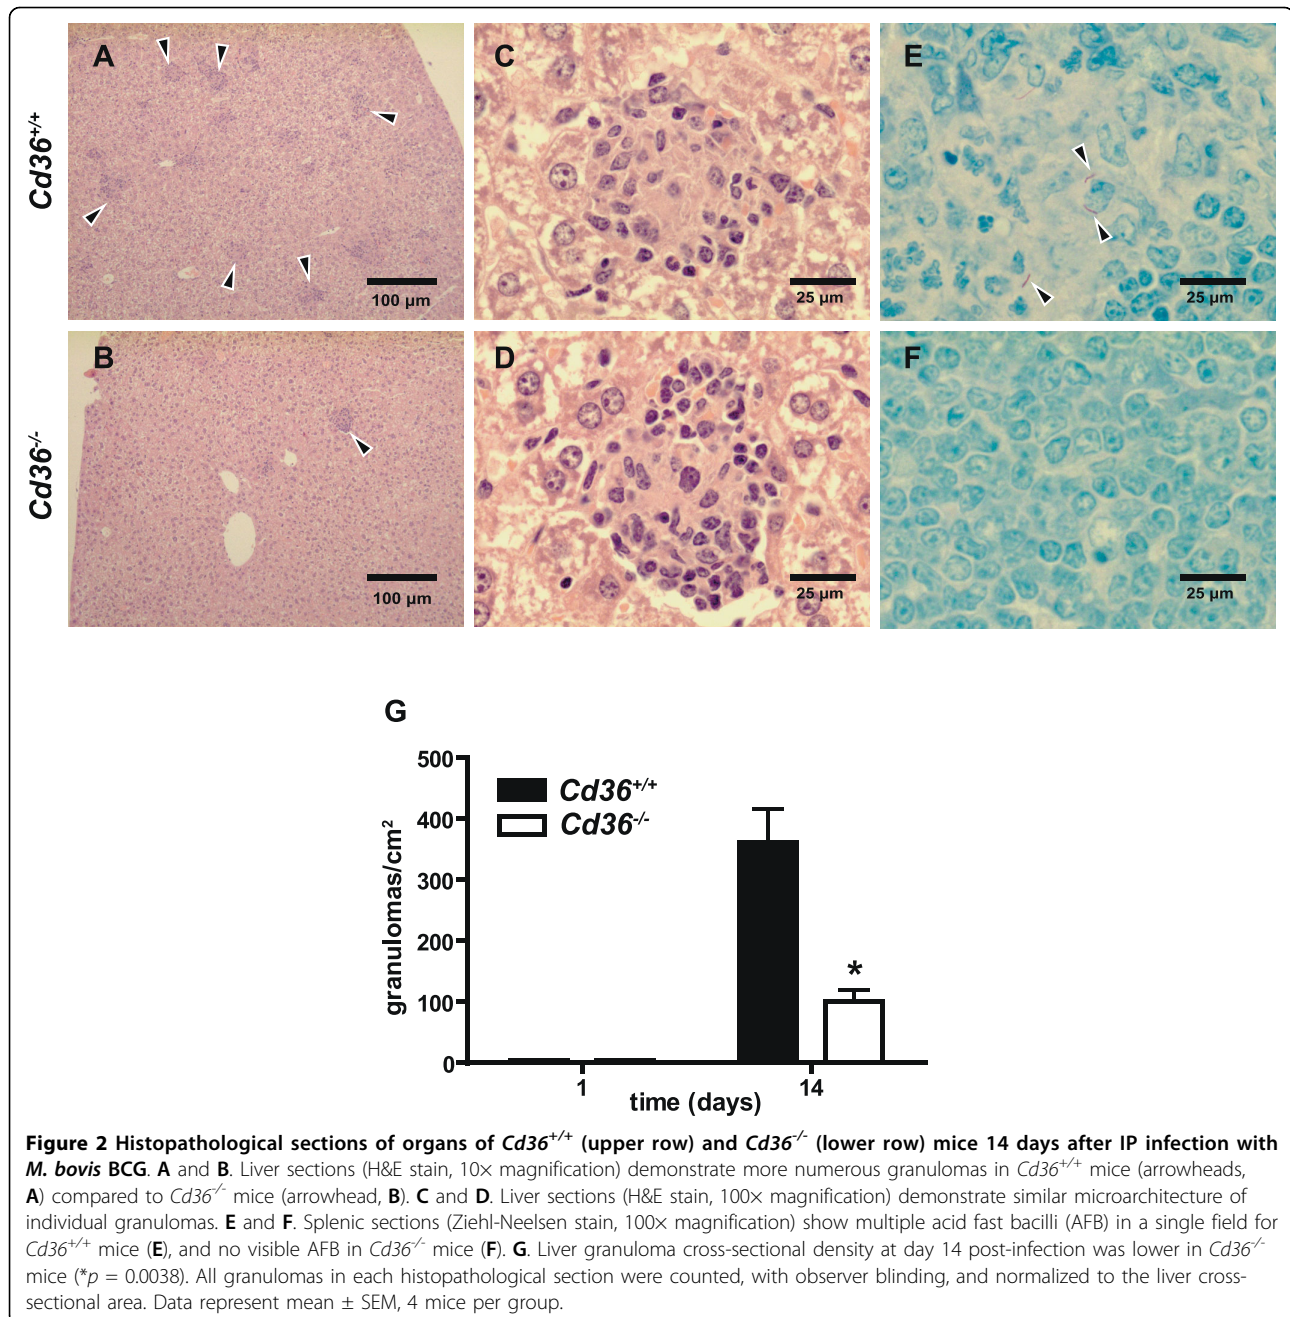 A
C
E
Cd36+/+
100 µm
25 µm
25 µm
B
D
F
Cd36-/-
100 µm
25 µm
25 µm
G
500
400
300
200
100
0
granulomas/cm2
Cd36+/+
Cd36-/-
*
1
14
time (days)
Figure 2 Histopathological sections of organs of Cd36+/+ (upper row) and Cd36-/- (lower row) mice 14 days after IP infection with
M. bovis BCG. A and B. Liver sections (H&E stain, 10× magnification) demonstrate more numerous granulomas in Cd36+/+ mice (arrowheads,
A) compared to Cd36-/- mice (arrowhead, B). C and D. Liver sections (H&E stain, 100× magnification) demonstrate similar microarchitecture of
individual granulomas. E and F. Splenic sections (Ziehl-Neelsen stain, 100× magnification) show multiple acid fast bacilli (AFB) in a single field for
Cd36+/+ mice (E), and no visible AFB in Cd36-/- mice (F). G. Liver granuloma cross-sectional density at day 14 post-infection was lower in Cd36-/-
mice (*p = 0.0038). All granulomas in each histopathological section were counted, with observer blinding, and normalized to the liver cross-
sectional area. Data represent mean ± SEM, 4 mice per group.